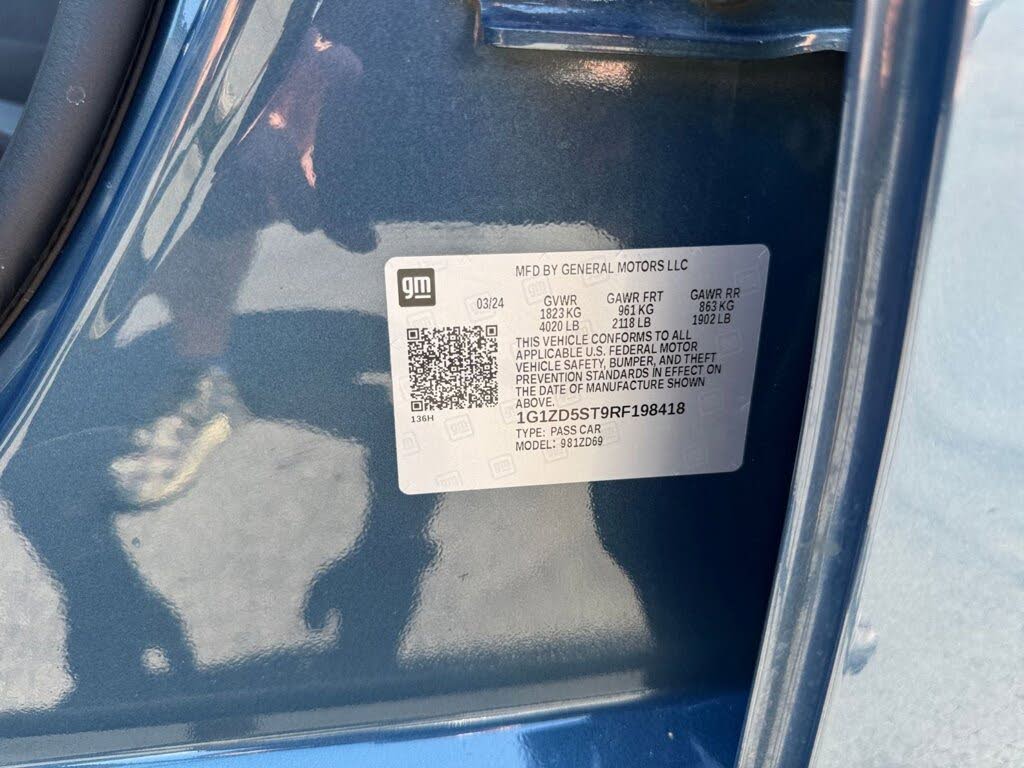 gm
MFD BY GENERAL MOTORS LLC
03/24 GVWR GAWR FRT GAWR RR
1823 KG 961 KG 863 KG
4020 LB 2118 LB 1902 LB
THIS VEHICLE CONFORMS TO ALL
APPLICABLE U.S. FEDERAL MOTOR
VEHICLE SAFETY, BUMPER, AND THEFT
PREVENTION STANDARDS IN EFFECT ON
THE DATE OF MANUFACTURE SHOWN
ABOVE.
136H
1G1ZD5ST9RF198418
TYPE: PASS CAR
MODEL: 981ZD69